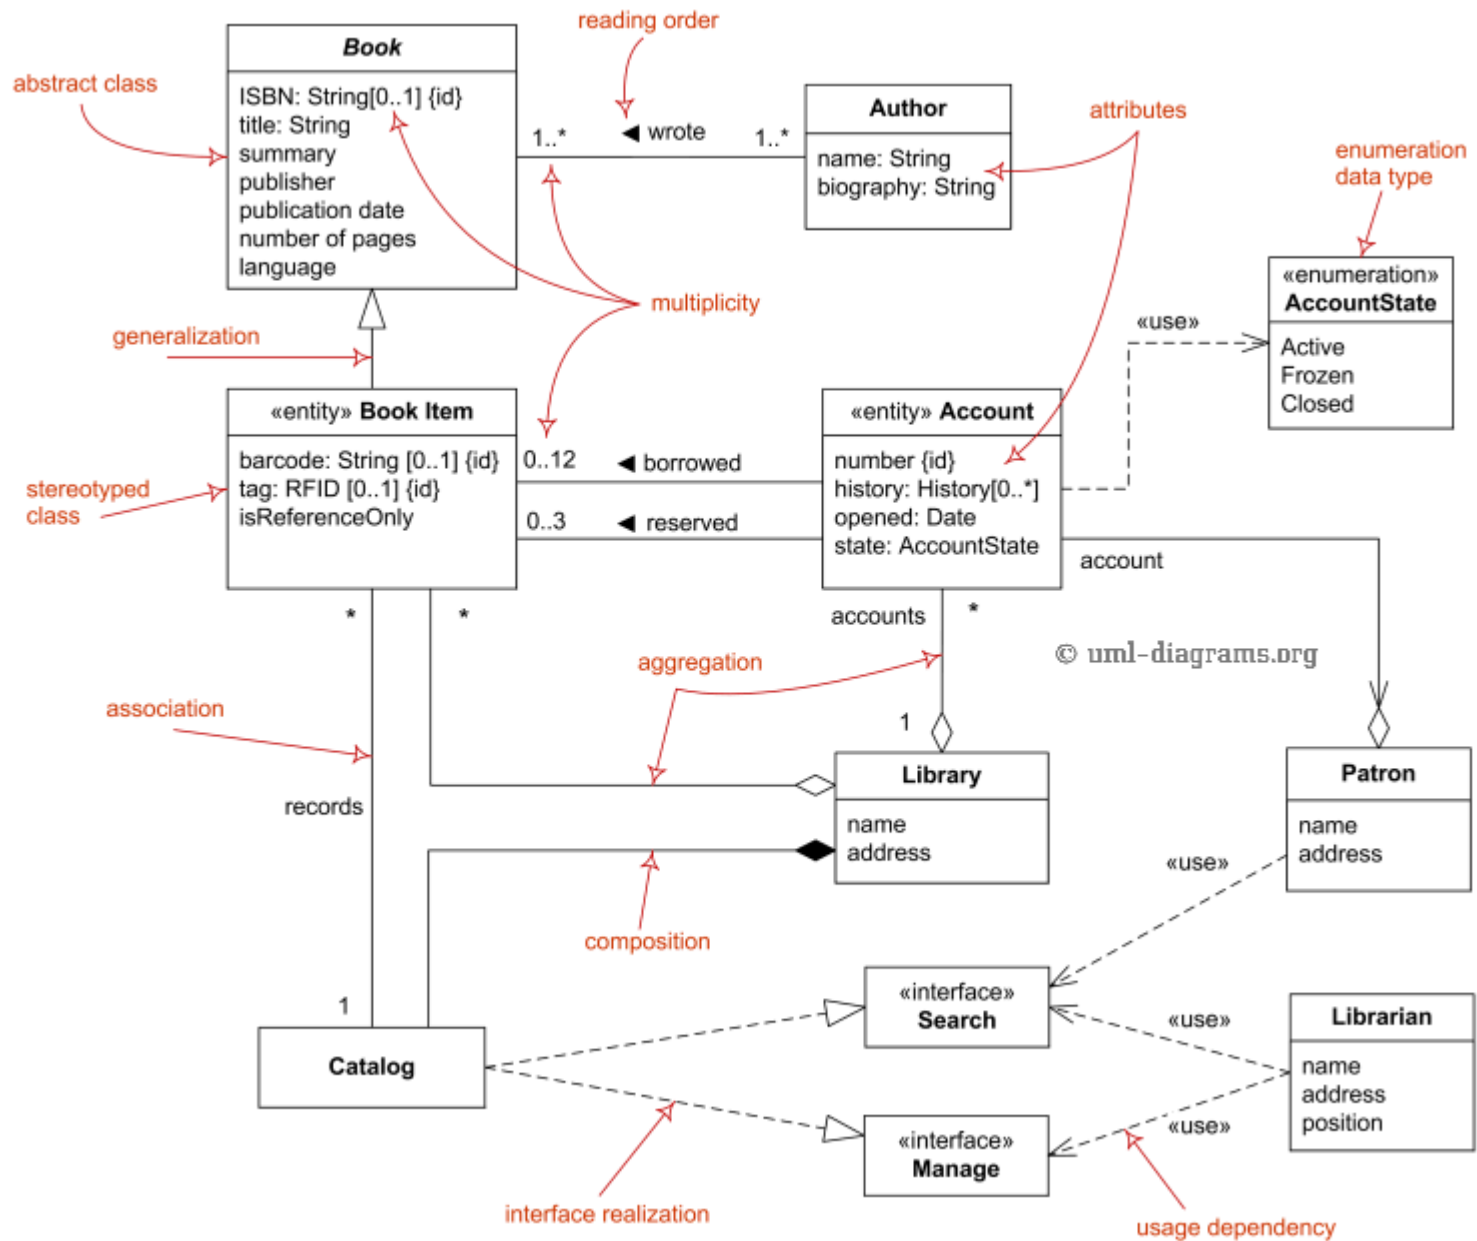 reading order
Book
abstract class
ISBN: String[0..1] {id}
title: String
summary
publisher
publication date
number of pages
language
1..*
◄ wrote
1..*
Author
name: String
biography: String
attributes
enumeration
data type
«enumeration»
AccountState
Active
Frozen
Closed
multiplicity
«use»
generalization
«entity» Book Item
barcode: String [0..1] {id}
tag: RFID [0..1] {id}
isReferenceOnly
stereotyped
class
0..12
◄ borrowed
0..3
◄ reserved
«entity» Account
number {id}
history: History[0..*]
opened: Date
state: AccountState
account
*
*
accounts
*
© uml-diagrams.org
aggregation
association
1
records
Library
name
address
Patron
name
address
«use»
composition
1
Catalog
«interface»
Search
«use»
Librarian
name
address
position
«interface»
Manage
«use»
interface realization
usage dependency